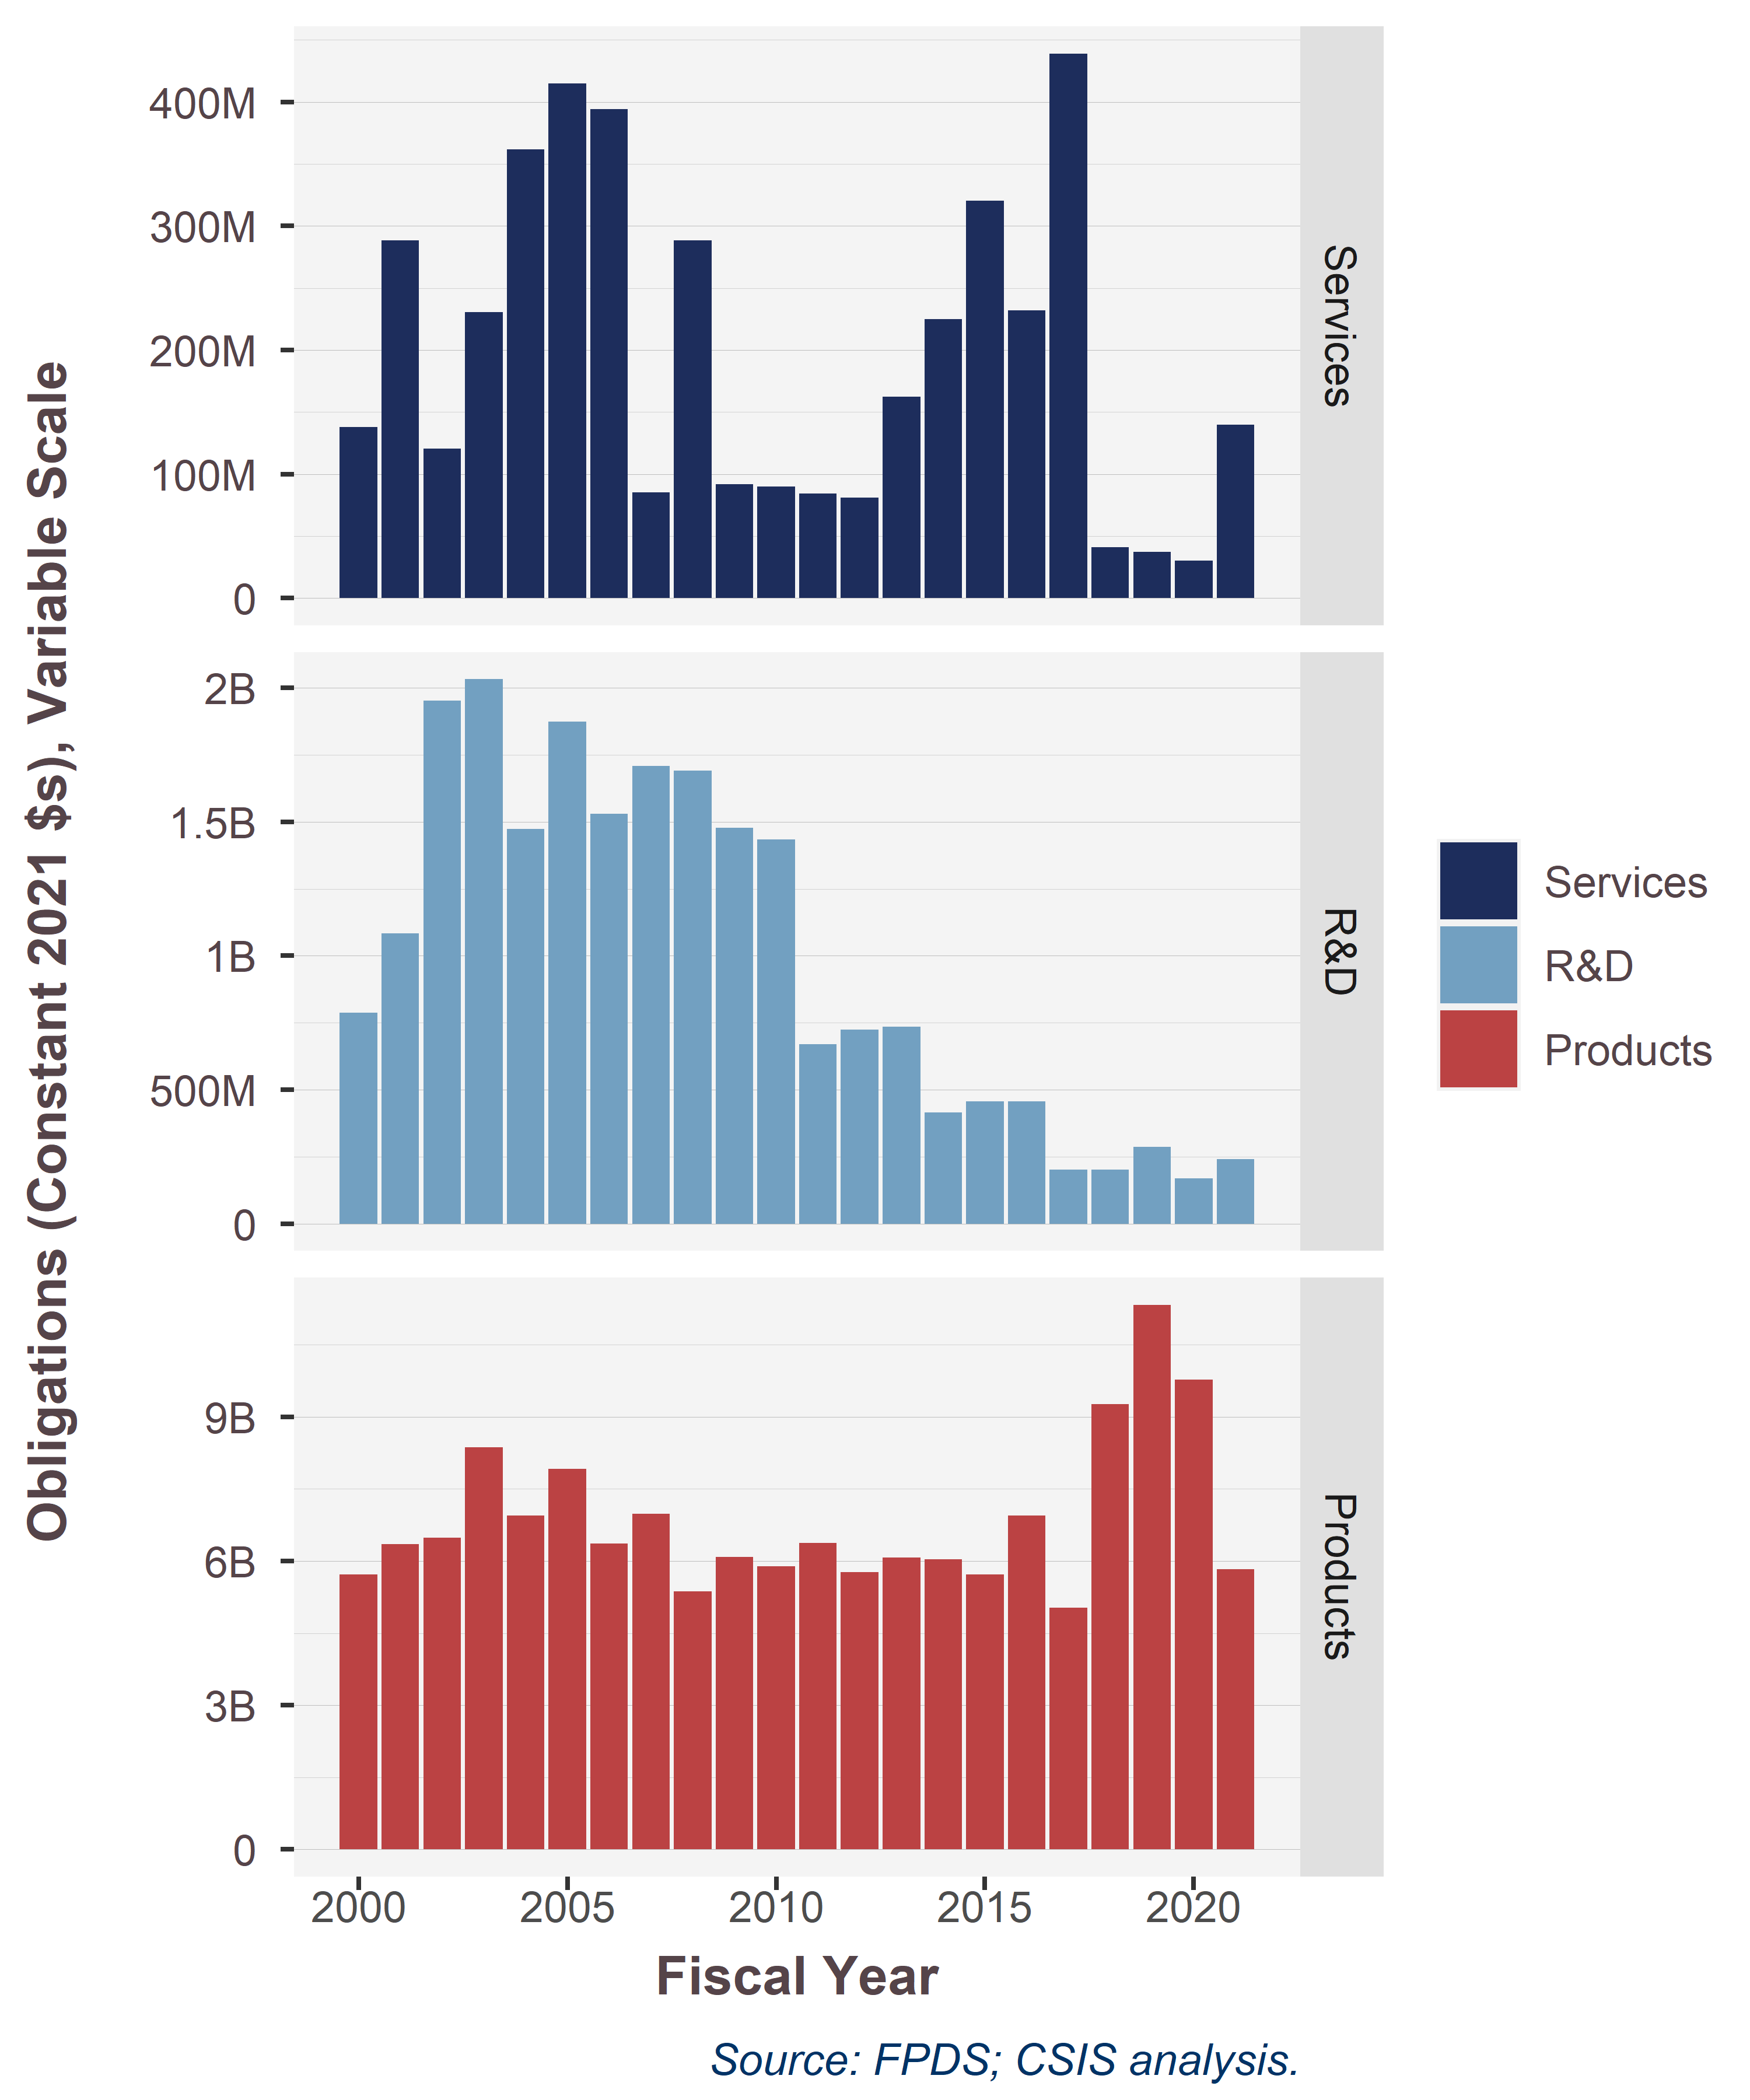 Obligations (Constant 2021 $s), Variable Scale
400M
300M
200M
100M
0
Services
2B
1.5B
1B
500M
0
R&D
9B
6B
3B
0
Products
2000
2005
2010
2015
2020
Fiscal Year
Services
R&D
Products
Source: FPDS; CSIS analysis.